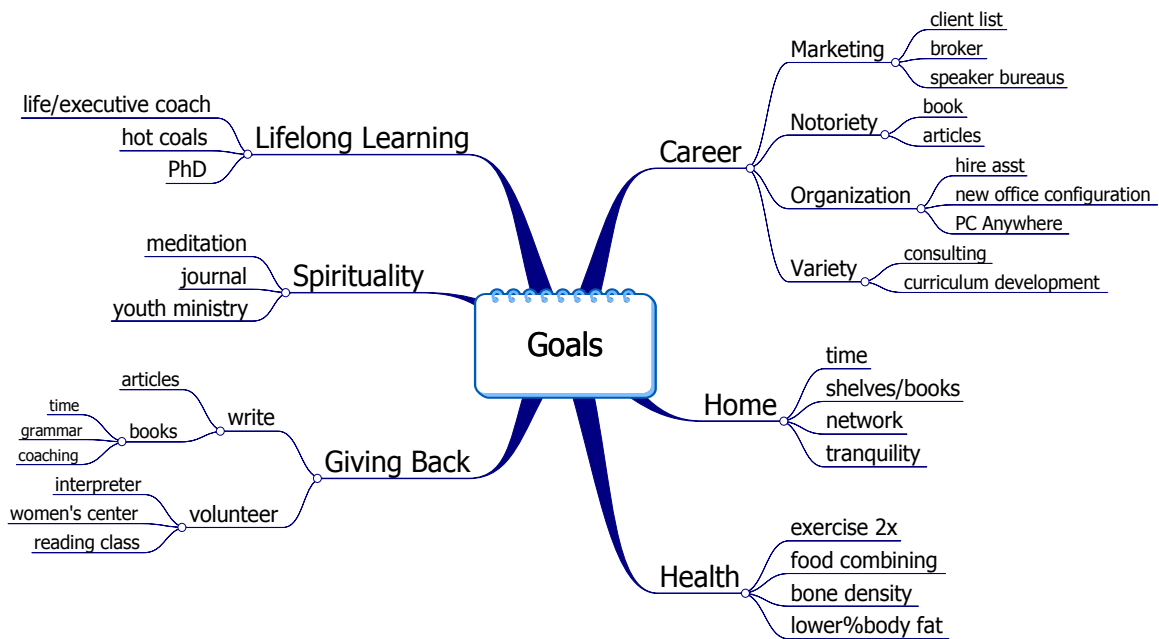 Goals
Career
Marketing
client list
broker
speaker bureaus
Notoriety
book
articles
Organization
hire asst
new office configuration
PC Anywhere
Variety
consulting
curriculum development
Home
time
shelves/books
network
tranquility
Health
exercise 2x
food combining
bone density
lower%body fat
Lifelong Learning
life/executive coach
hot coals
PhD
Spirituality
meditation
journal
youth ministry
Giving Back
write
articles
books
time
grammar
coaching
volunteer
interpreter
women's center
reading class